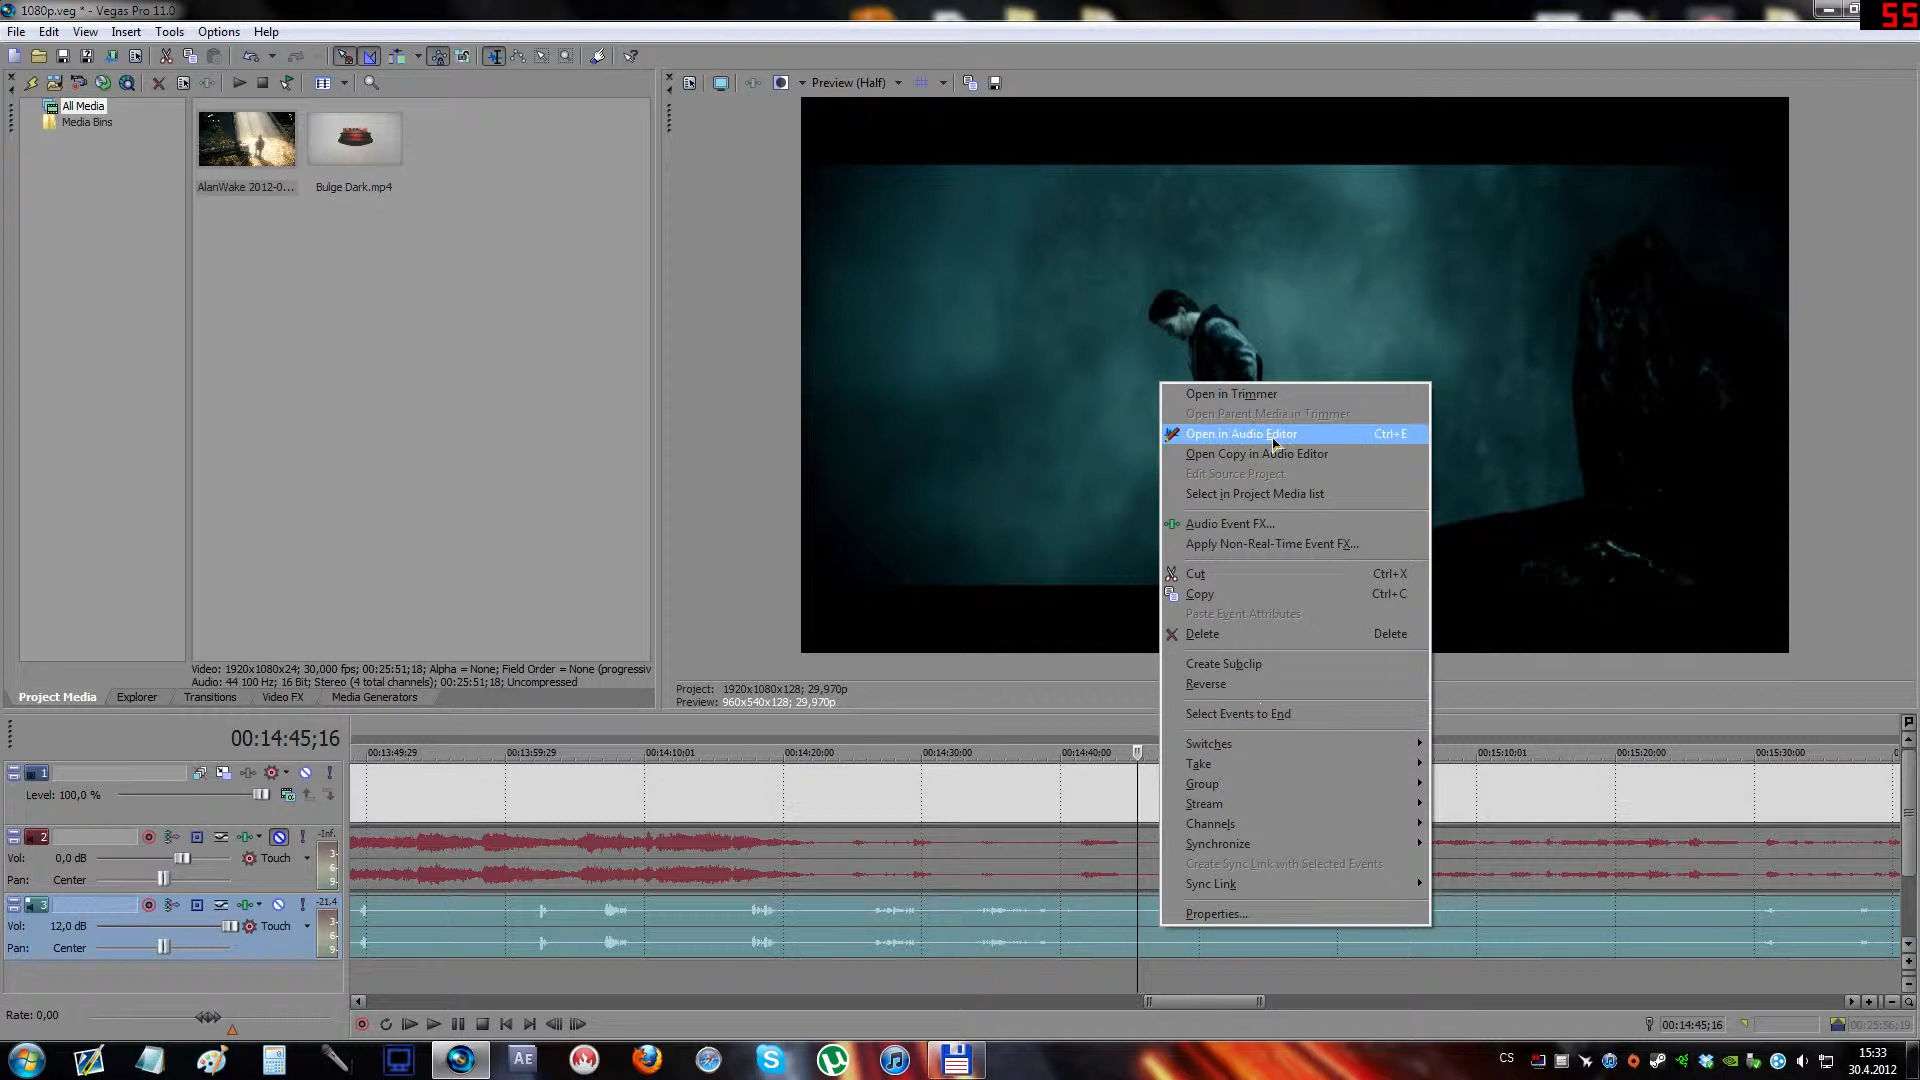 1080p.veg * - Vegas Pro 11.0
55
File Edit View Insert Tools Options Help
Preview (Half)
All Media
Media Bins
AlanWake 2012-0...
Bulge Dark.mp4
Video: 1920x1080x24; 30,000 fps; 00:25:51;18; Alpha = None; Field Order = None (progressiv
Audio: 44 100 Hz; 16 Bit; Stereo (4 total channels); 00:25:51;18; Uncompressed
Project Media Explorer Transitions Video FX Media Generators
Project: 1920x1080x128; 29,970p
Preview: 960x540x128; 29,970p
Open in Trimmer
Open Parent Media in Trimmer
Open in Audio Editor Ctrl+E
Open Copy in Audio Editor
Edit Source Project
Select in Project Media list
Audio Event FX...
Apply Non-Real-Time Event FX...
Cut Ctrl+X
Copy Ctrl+C
Paste Event Attributes
Delete Delete
Create Subclip
Reverse
Select Events to End
Switches
Take
Group
Stream
Channels
Synchronize
Create Sync Link with Selected Events
Sync Link
Properties...
00:14:45;16
00:13:49;29 00:13:59;29 00:14:10;01 00:14:20;00 00:14:30;00 00:14:40;00 00:15:10;01 00:15:20;00 00:15:30;00
1
Level: 100,0 %
2 -Inf.
Vol: 0,0 dB Touch 3
6
Pan: Center 9
3 -21.4
Vol: 12,0 dB Touch 3
6
Pan: Center 9
Rate: 0,00
00:14:45;16 00:25:56;19
Ae
CS
15:33
30.4.2012